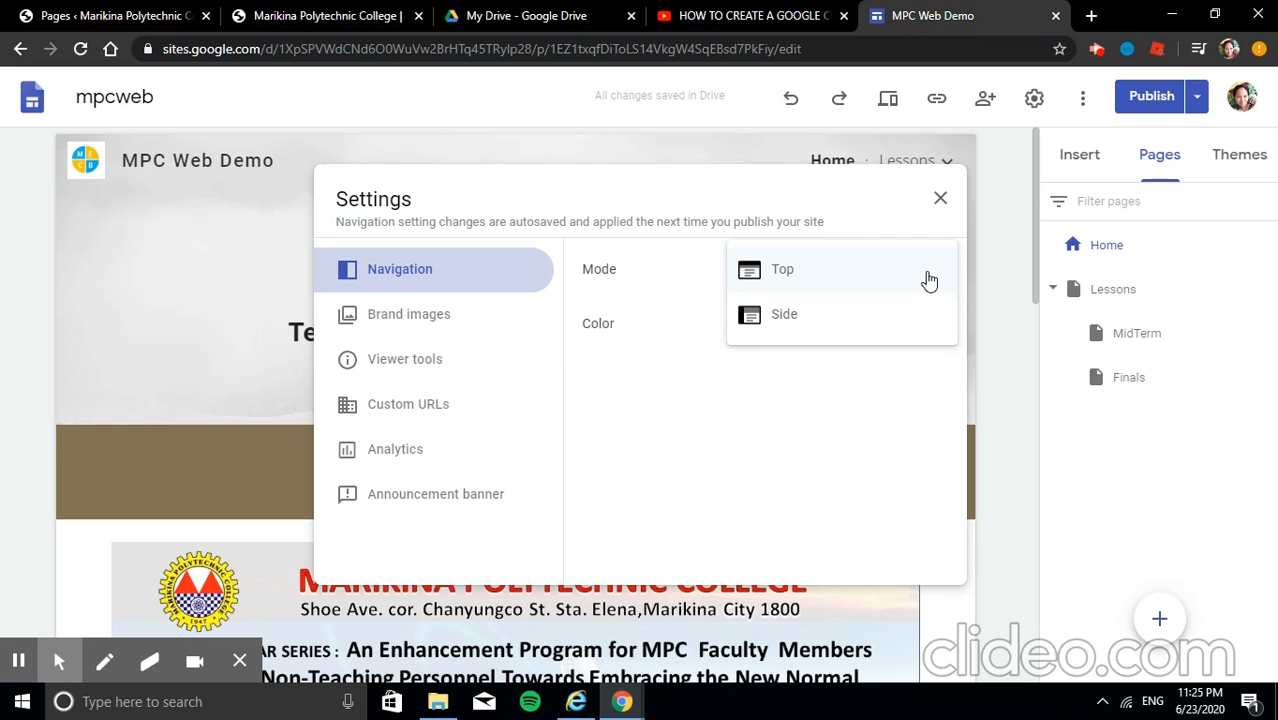 Pages ‹ Marikina Polytechnic C
Marikina Polytechnic College |
My Drive - Google Drive
HOW TO CREATE A GOOGLE C
MPC Web Demo
sites.google.com/d/1XpSPVWdCNd6O0WuVw2BrHTq45TRylp28/p/1EZ1txqfDiToLS14VkgW4SqEBsd7PkFiy/edit
mpcweb
All changes saved in Drive
Publish
MPC Web Demo
Home · Lessons
Insert Pages Themes
Filter pages
Home
Lessons
MidTerm
Finals
Settings
Navigation setting changes are autosaved and applied the next time you publish your site
Navigation
Brand images
Viewer tools
Custom URLs
Analytics
Announcement banner
Mode
Color
Top
Side
Te
MARIKINA POLYTECHNIC COLLEGE
Shoe Ave. cor. Chanyungco St. Sta. Elena,Marikina City 1800
1947
AR SERIES : An Enhancement Program for MPC Faculty Members
Non-Teaching Personnel Towards Embracing the New Normal
clideo.com
Type here to search
ENG
11:25 PM
6/23/2020
1